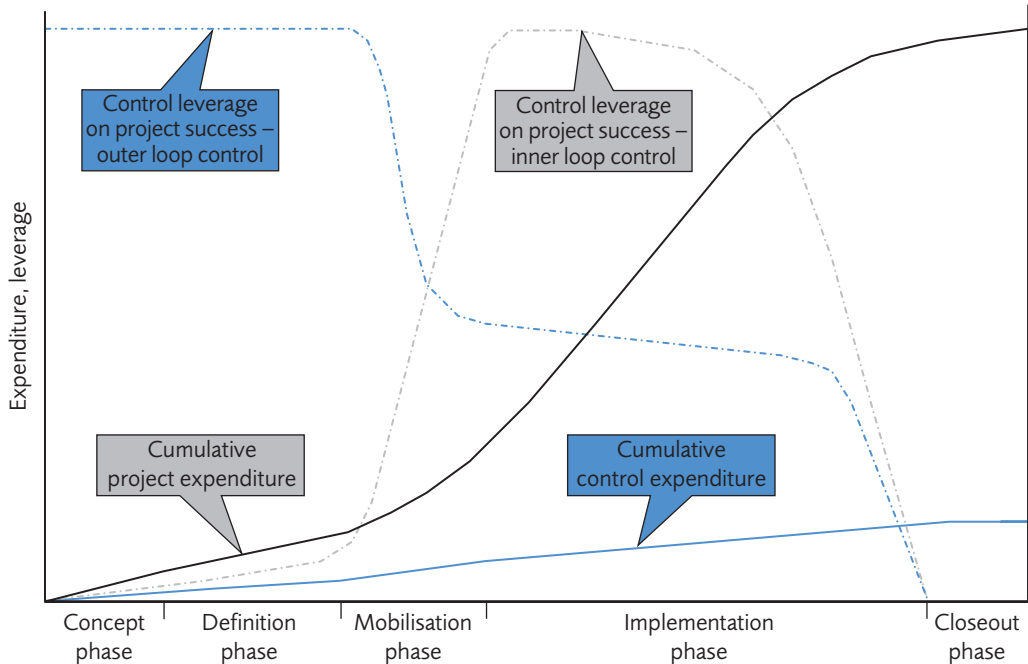 Control leverage
on project success –
outer loop control
Control leverage
on project success –
inner loop control
Expenditure, leverage
Cumulative
project expenditure
Cumulative
control expenditure
Concept
phase
Definition
phase
Mobilisation
phase
Implementation
phase
Closeout
phase